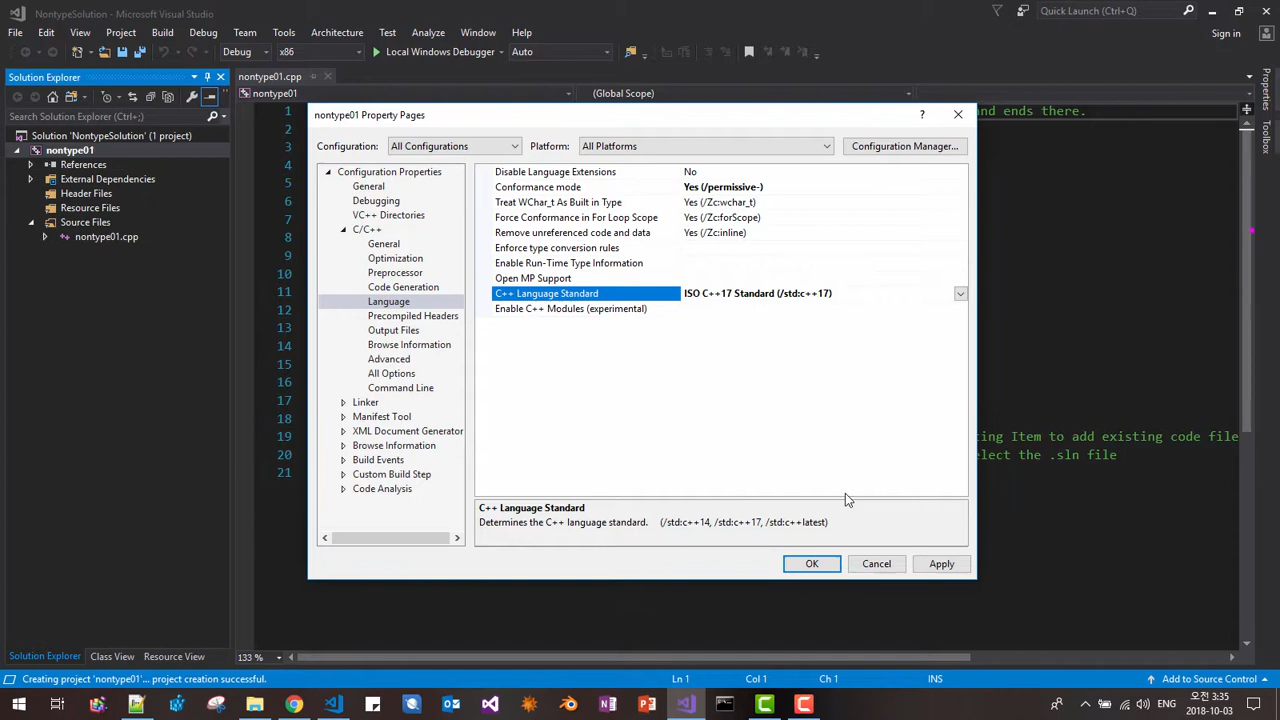 NontypeSolution - Microsoft Visual Studio
Quick Launch (Ctrl+Q)
File Edit View Project Build Debug Team Tools Architecture Test Analyze Window Help
Sign in
Debug x86 Local Windows Debugger Auto
Solution Explorer
nontype01.cpp
nontype01
(Global Scope)
Search Solution Explorer (Ctrl+;)
Solution 'NontypeSolution' (1 project)
nontype01
References
External Dependencies
Header Files
Resource Files
Source Files
nontype01.cpp
1
2
3
4
5
6
7
8
9
10
11
12
13
14
15
16
17
18
19
20
21
and ends there.
ting Item to add existing code file
elect the .sln file
nontype01 Property Pages
?
Configuration: All Configurations Platform: All Platforms Configuration Manager...
Configuration Properties
General
Debugging
VC++ Directories
C/C++
General
Optimization
Preprocessor
Code Generation
Language
Precompiled Headers
Output Files
Browse Information
Advanced
All Options
Command Line
Linker
Manifest Tool
XML Document Generator
Browse Information
Build Events
Custom Build Step
Code Analysis
Disable Language Extensions No
Conformance mode Yes (/permissive-)
Treat WChar_t As Built in Type Yes (/Zc:wchar_t)
Force Conformance in For Loop Scope Yes (/Zc:forScope)
Remove unreferenced code and data Yes (/Zc:inline)
Enforce type conversion rules
Enable Run-Time Type Information
Open MP Support
C++ Language Standard ISO C++17 Standard (/std:c++17)
Enable C++ Modules (experimental)
C++ Language Standard
Determines the C++ language standard. (/std:c++14, /std:c++17, /std:c++latest)
OK Cancel Apply
Properties
Toolbox
Solution Explorer Class View Resource View
133 %
Creating project 'nontype01'... project creation successful.
Ln 1 Col 1 Ch 1 INS
Add to Source Control
ENG
오전 3:35
2018-10-03